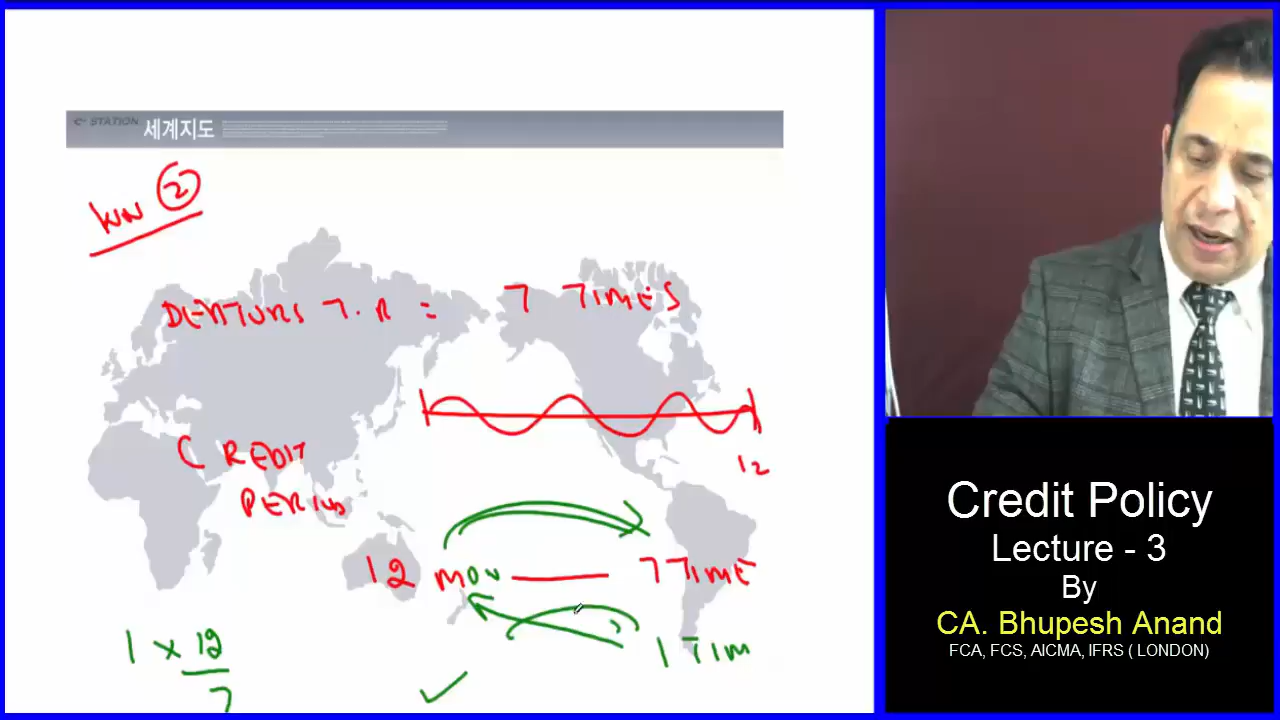 C STATION 세계지도
WN 2
DEBTORS T.R = 7 TIMES
12
CREDIT
PERIOD
12 MON — 7 TIME
1 TIM
1 × 12
7
Credit Policy
Lecture - 3
By
CA. Bhupesh Anand
FCA, FCS, AICMA, IFRS ( LONDON)